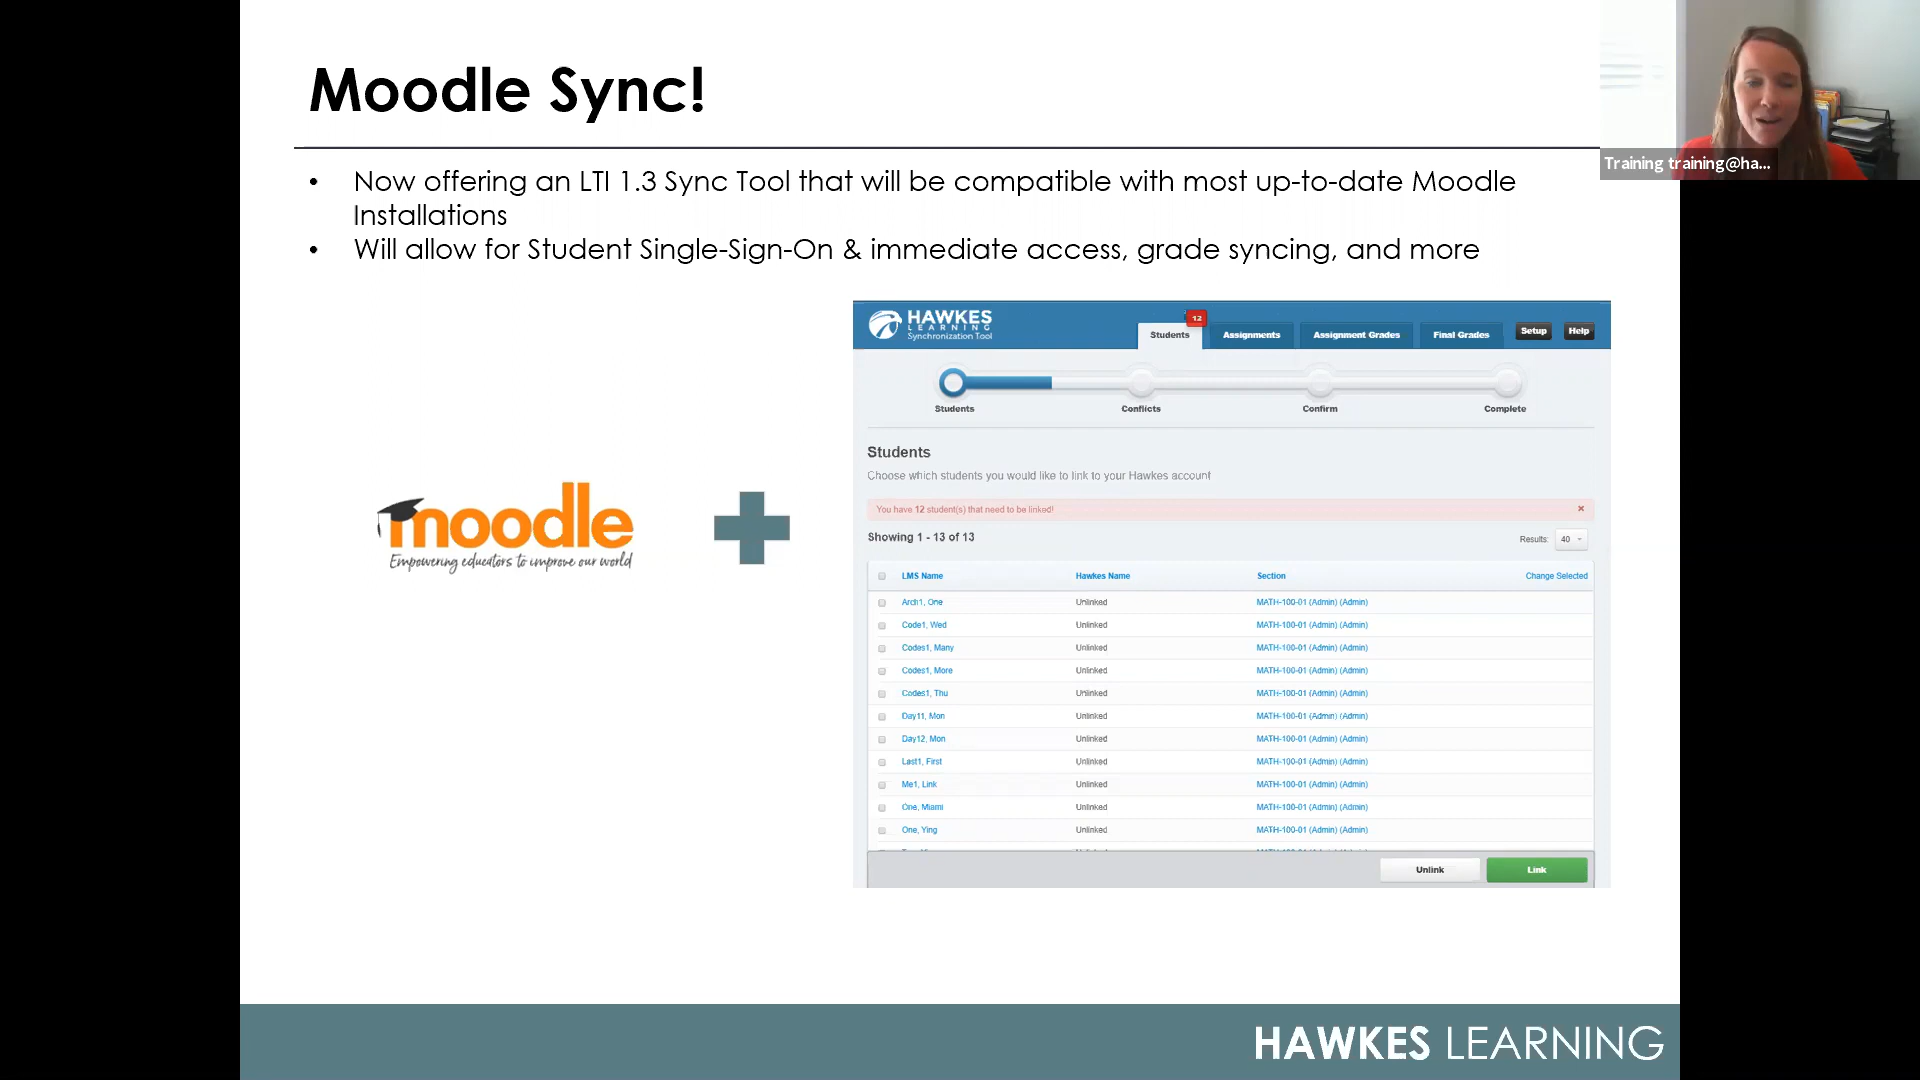 Moodle Sync!
Training training@ha...
• Now offering an LTI 1.3 Sync Tool that will be compatible with most up-to-date Moodle
Installations
• Will allow for Student Single-Sign-On & immediate access, grade syncing, and more
moodle
Empowering educators to improve our world
HAWKES
LEARNING
Synchronization Tool
12
Students Assignments Assignment Grades Final Grades Setup Help
Students Conflicts Confirm Complete
Students
Choose which students you would like to link to your Hawkes account
You have 12 student(s) that need to be linked! ×
Showing 1 - 13 of 13
Results: 40
LMS Name Hawkes Name Section Change Selected
Arch1, One Unlinked MATH-100-01 (Admin) (Admin)
Code1, Wed Unlinked MATH-100-01 (Admin) (Admin)
Codes1, Many Unlinked MATH-100-01 (Admin) (Admin)
Codes1, More Unlinked MATH-100-01 (Admin) (Admin)
Codes1, Thu Unlinked MATH-100-01 (Admin) (Admin)
Day11, Mon Unlinked MATH-100-01 (Admin) (Admin)
Day12, Mon Unlinked MATH-100-01 (Admin) (Admin)
Last1, First Unlinked MATH-100-01 (Admin) (Admin)
Me1, Link Unlinked MATH-100-01 (Admin) (Admin)
One, Miami Unlinked MATH-100-01 (Admin) (Admin)
One, Ying Unlinked MATH-100-01 (Admin) (Admin)
Unlink Link
HAWKES LEARNING